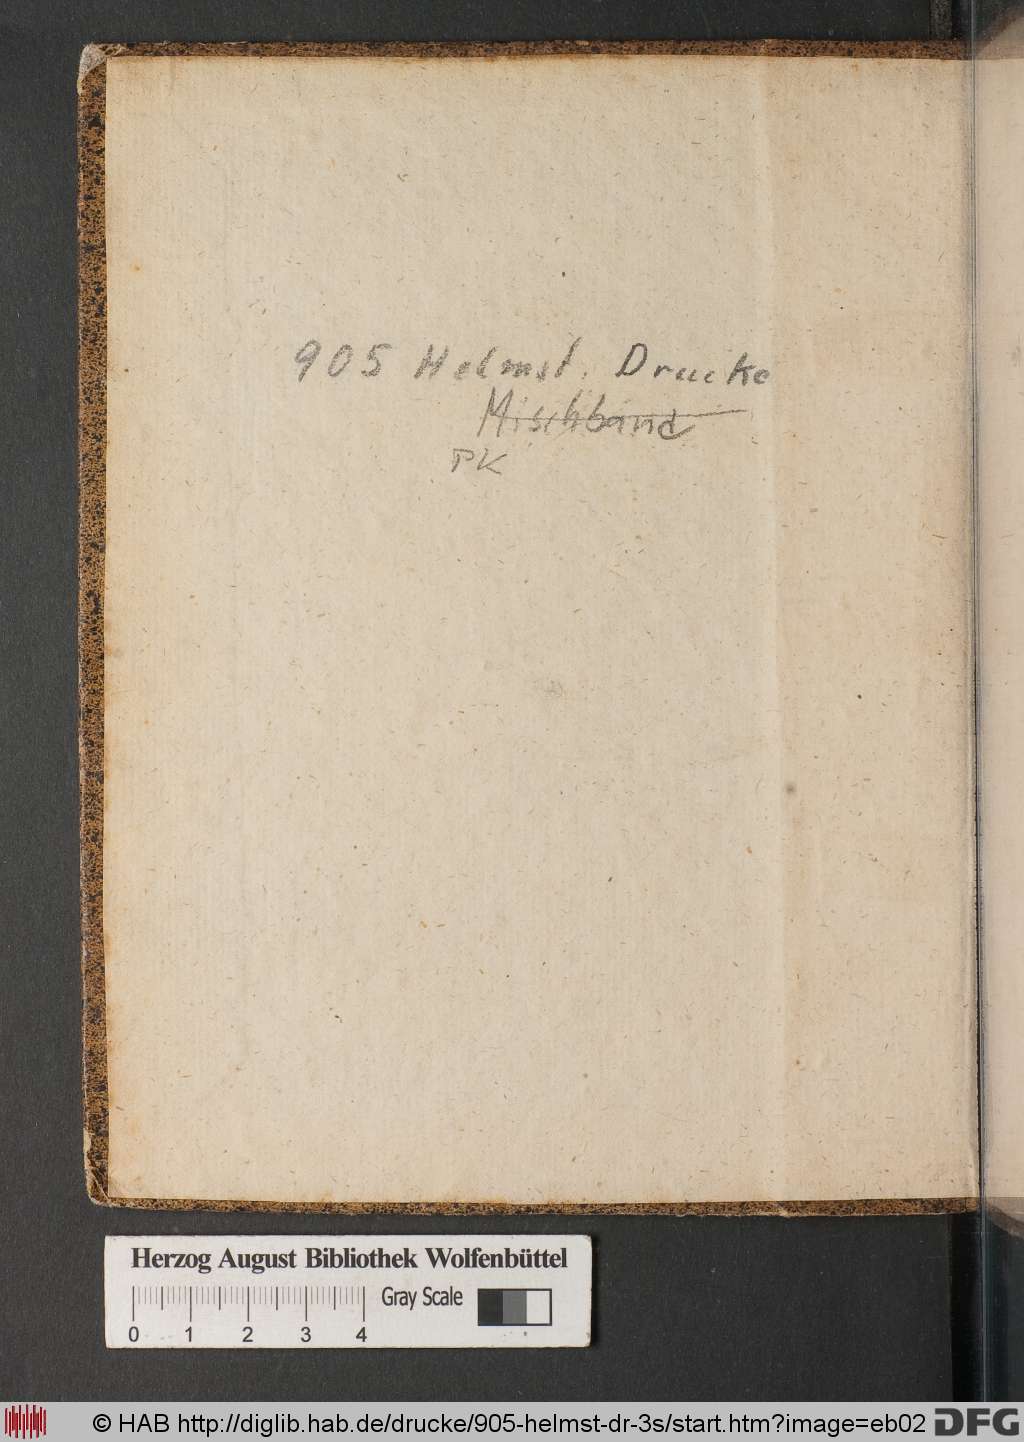 905 Helmst. Drucke
Mischband
PK
Herzog August Bibliothek Wolfenbüttel
0 1 2 3 4 Gray Scale
© HAB http://diglib.hab.de/drucke/905-helmst-dr-3s/start.htm?image=eb02 DFG